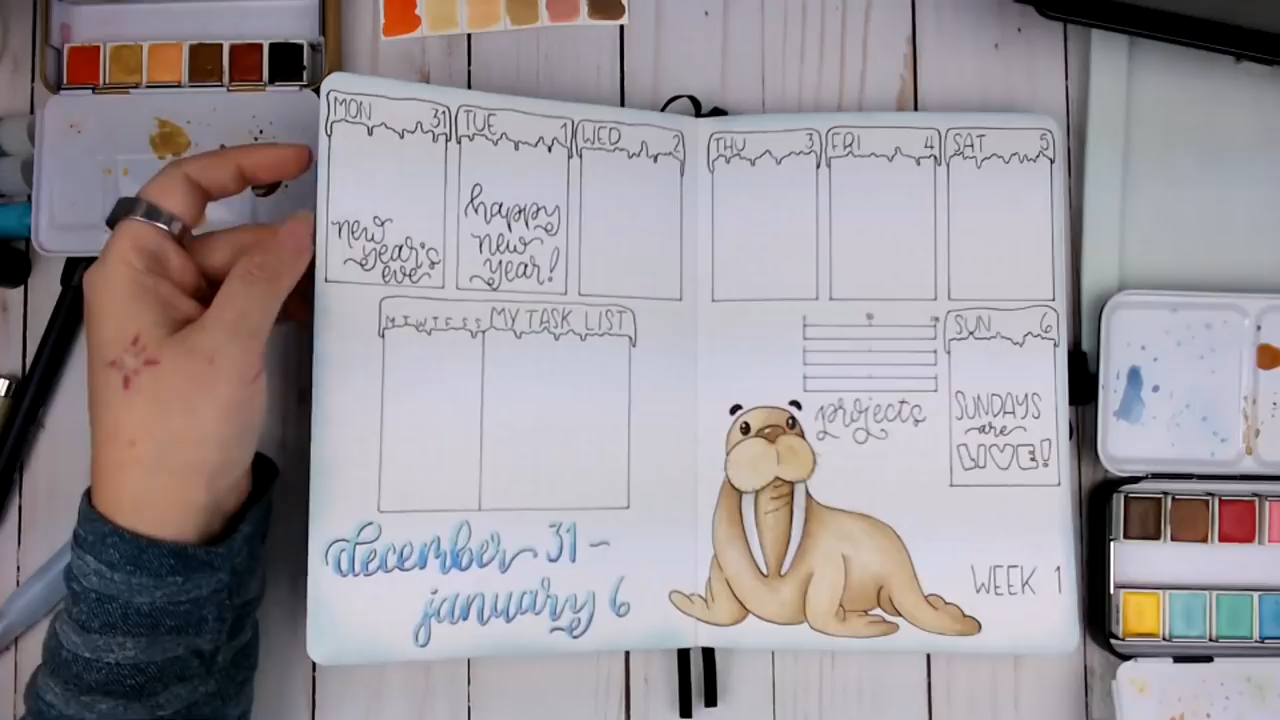 MON 31
TUE 1
WED 2
THU 3
FRI 4
SAT 5
new
year's
eve
happy
new
year!
M T W T F S S MY TASK LIST
SUN 6
projects
SUNDAYS
are
LIVE!
december 31 -
january 6
WEEK 1